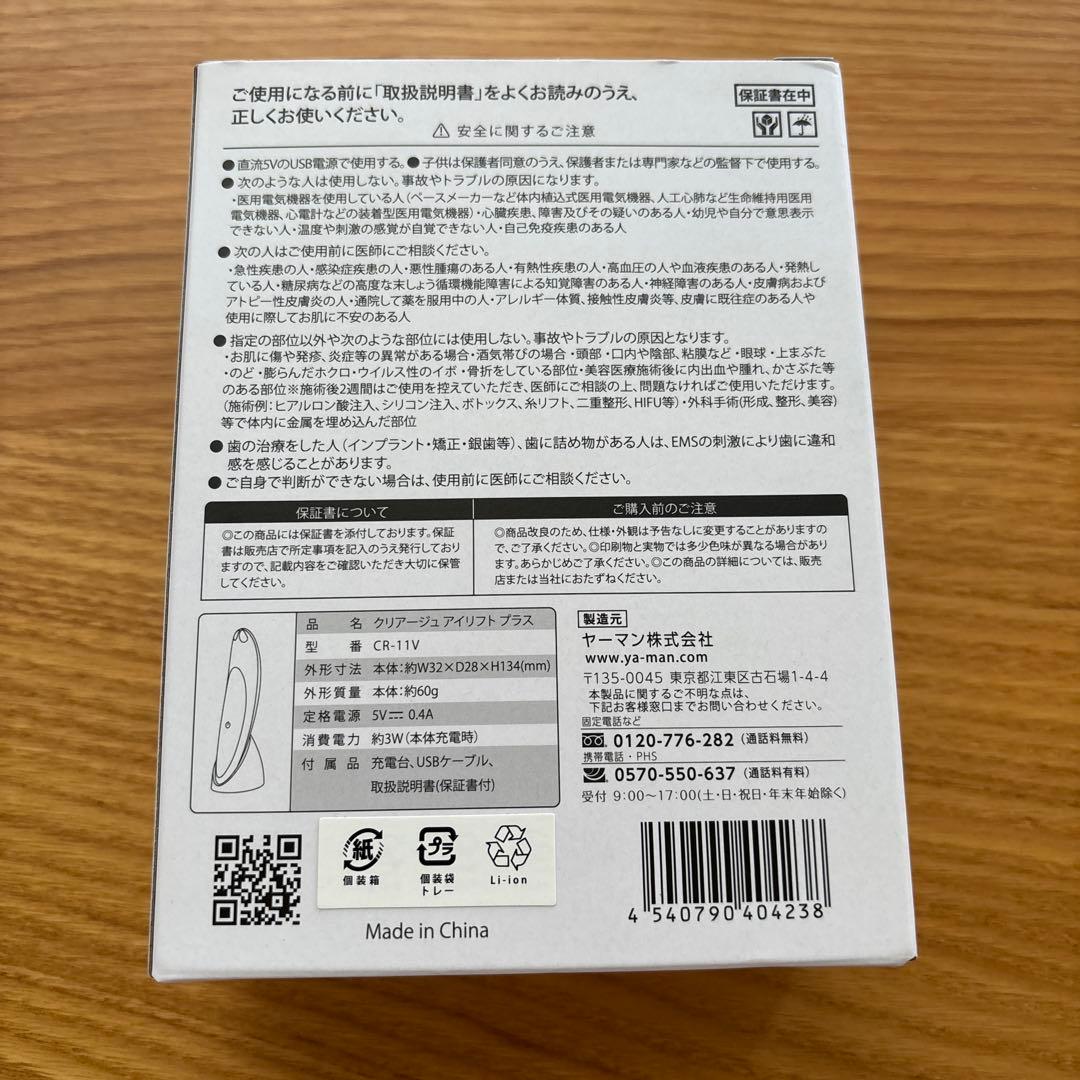 ご使用になる前に「取扱説明書」をよくお読みのうえ、
正しくお使いください。
保証書在中
⚠ 安全に関するご注意
● 直流5VのUSB電源で使用する。● 子供は保護者同意のうえ、保護者または専門家などの監督下で使用する。
● 次のような人は使用しない。事故やトラブルの原因になります。
・医用電気機器を使用している人（ペースメーカーなど体内植込式医用電気機器、人工心肺など生命維持用医用
電気機器、心電計などの装着型医用電気機器）・心臓疾患、障害及びその疑いのある人・幼児や自分で意思表示
できない人・温度や刺激の感覚が自覚できない人・自己免疫疾患のある人
● 次の人はご使用前に医師にご相談ください。
・急性疾患の人・感染症疾患の人・悪性腫瘍のある人・有熱性疾患の人・高血圧の人や血液疾患のある人・発熱し
ている人・糖尿病などの高度な末しょう循環機能障害による知覚障害のある人・神経障害のある人・皮膚病および
アトピー性皮膚炎の人・通院して薬を服用中の人・アレルギー体質、接触性皮膚炎等、皮膚に既往症のある人や
使用に際してお肌に不安のある人
● 指定の部位以外や次のような部位には使用しない。事故やトラブルの原因となります。
・お肌に傷や発疹、炎症等の異常がある場合・酒気帯びの場合・頭部・口内や陰部、粘膜など・眼球・上まぶた
・のど・膨らんだホクロ・ウイルス性のイボ・骨折をしている部位・美容医療施術後に内出血や腫れ、かさぶた等
のある部位※施術後2週間はご使用を控えていただき、医師にご相談の上、問題なければご使用いただけます。
（施術例：ヒアルロン酸注入、シリコン注入、ボトックス、糸リフト、二重整形、HIFU等）・外科手術（形成、整形、美容）
等で体内に金属を埋め込んだ部位
● 歯の治療をした人（インプラント・矯正・銀歯等）、歯に詰め物がある人は、EMSの刺激により歯に違和
感を感じることがあります。
● ご自身で判断ができない場合は、使用前に医師にご相談ください。
保証書について
◎この商品には保証書を添付しております。保証
書は販売店で所定事項を記入のうえ発行しており
ますので、記載内容をご確認いただき大切に保管
してください。
ご購入前のご注意
◎商品改良のため、仕様・外観は予告なしに変更することがありますの
で、ご了承ください。◎印刷物と実物では多少色味が異なる場合があり
ます。あらかじめご了承ください。◎この商品の詳細については、販売
店または当社におたずねください。
品 名 クリアージュ アイリフト プラス
型 番 CR-11V
外形寸法 本体：約W32×D28×H134(mm)
外形質量 本体：約60g
定格電源 5V⎓ 0.4A
消費電力 約3W（本体充電時）
付属品 充電台、USBケーブル、
取扱説明書(保証書付)
製造元
ヤーマン株式会社
www.ya-man.com
〒135-0045 東京都江東区古石場1-4-4
本製品に関するご不明な点は、
下記お客様窓口までお問い合わせください。
固定電話など
0120-776-282（通話料無料）
携帯電話・PHS
0570-550-637（通話料有料）
受付 9:00～17:00(土・日・祝日・年末年始除く)
紙
個装箱
プラ
個装袋
トレー
Li-ion
Made in China
4 540790 404238